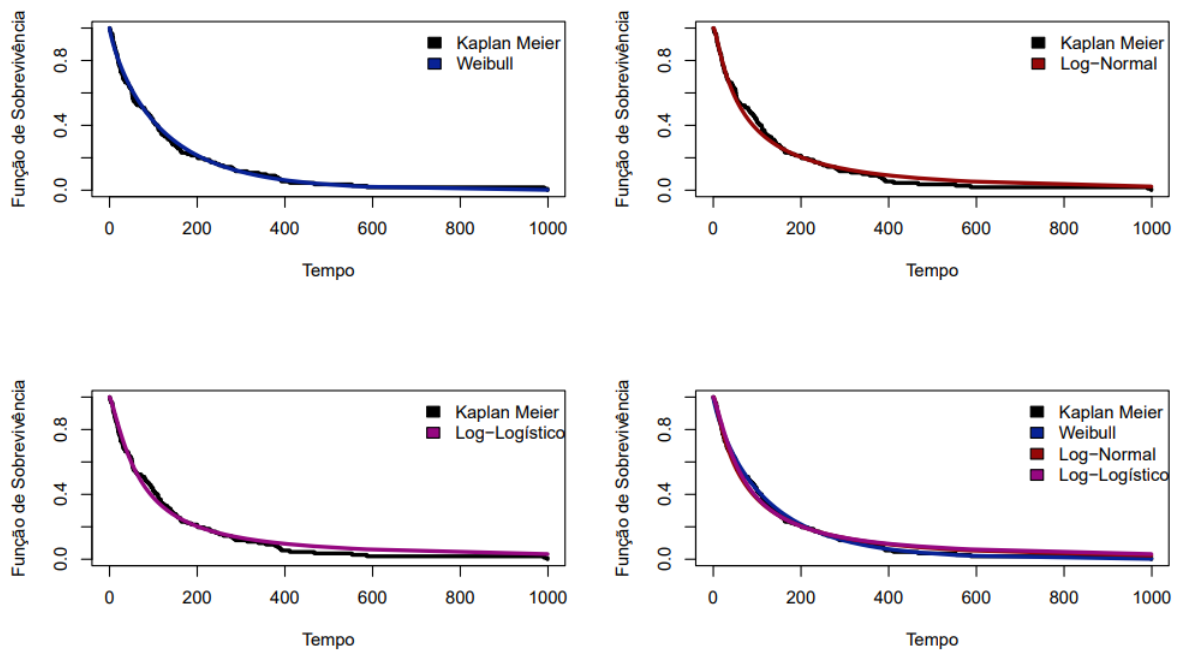 Função de Sobrevivência
0.0
0.4
0.8
Kaplan Meier
Weibull
0 200 400 600 800 1000
Tempo
Função de Sobrevivência
0.0
0.4
0.8
Kaplan Meier
Log−Normal
0 200 400 600 800 1000
Tempo
Função de Sobrevivência
0.0
0.4
0.8
Kaplan Meier
Log−Logístico
0 200 400 600 800 1000
Tempo
Função de Sobrevivência
0.0
0.4
0.8
Kaplan Meier
Weibull
Log−Normal
Log−Logístico
0 200 400 600 800 1000
Tempo